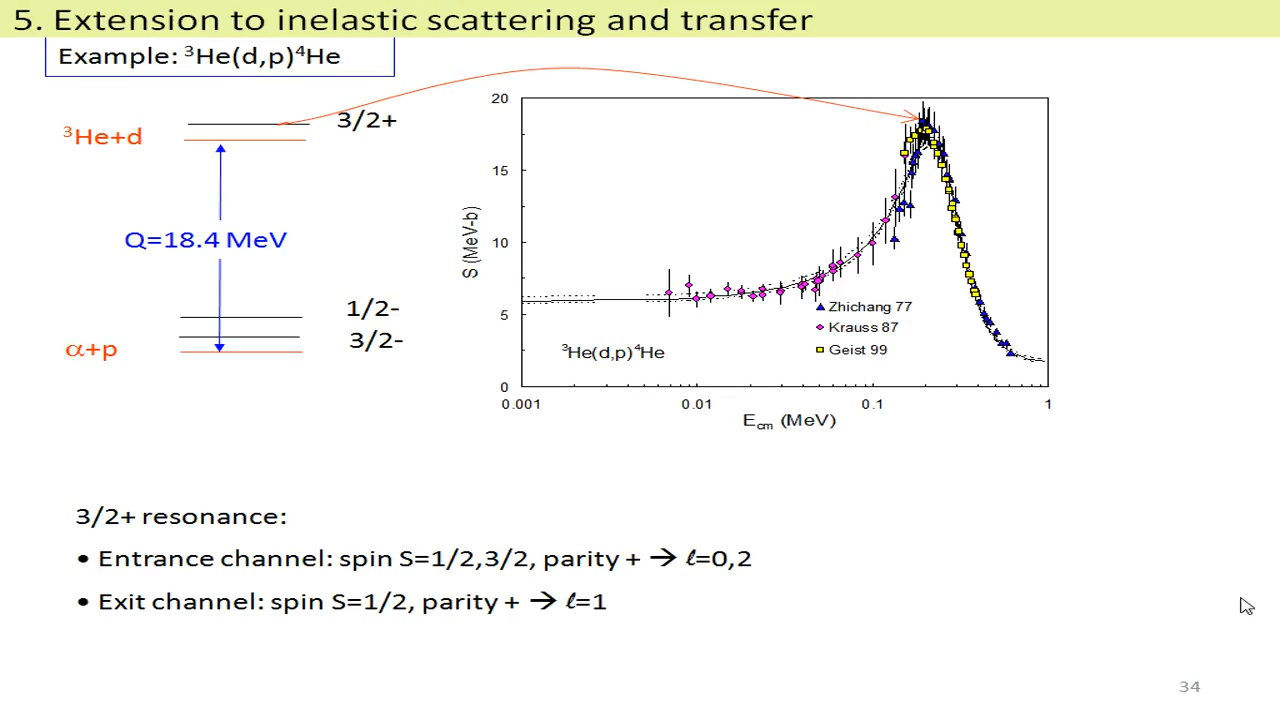 5. Extension to inelastic scattering and transfer
Example: ³He(d,p)⁴He
³He+d
3/2+
Q=18.4 MeV
1/2-
3/2-
α+p
20
15
10
5
0
S (MeV-b)
0.001
0.01
0.1
1
E_cm (MeV)
³He(d,p)⁴He
Zhichang 77
Krauss 87
Geist 99
3/2+ resonance:
• Entrance channel: spin S=1/2,3/2, parity + → ℓ=0,2
• Exit channel: spin S=1/2, parity + → ℓ=1
34